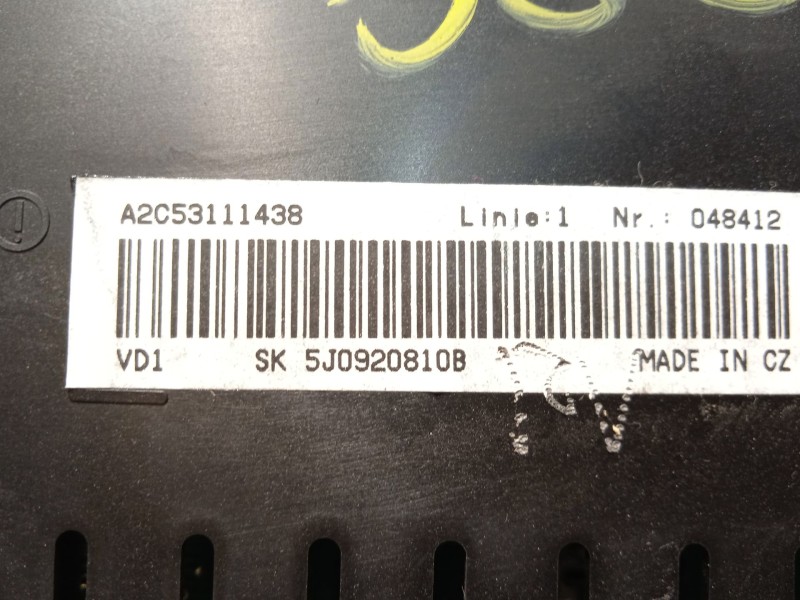 A2C53111438 Linie:1 Nr.: 048412
VD1 SK 5J0920810B MADE IN CZ